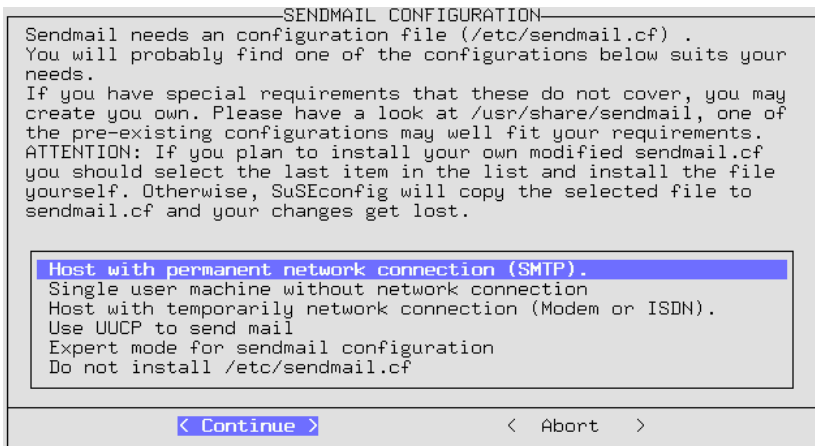 SENDMAIL CONFIGURATION
Sendmail needs an configuration file (/etc/sendmail.cf) .
You will probably find one of the configurations below suits your
needs.
If you have special requirements that these do not cover, you may
create you own. Please have a look at /usr/share/sendmail, one of
the pre-existing configurations may well fit your requirements.
ATTENTION: If you plan to install your own modified sendmail.cf
you should select the last item in the list and install the file
yourself. Otherwise, SuSEconfig will copy the selected file to
sendmail.cf and your changes get lost.
Host with permanent network connection (SMTP).
Single user machine without network connection
Host with temporarily network connection (Modem or ISDN).
Use UUCP to send mail
Expert mode for sendmail configuration
Do not install /etc/sendmail.cf
< Continue > < Abort >